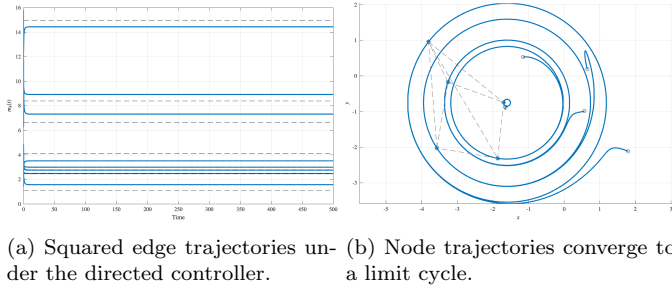 16
14
12
10
8
6
4
2
0
0 50 100 150 200 250 300 350 400 450 500
Time
2
1
0
-1
-2
-3
y
-5 -4 -3 -2 -1 0 1 2 3
x
(a) Squared edge trajectories un-
der the directed controller.
(b) Node trajectories converge to
a limit cycle.